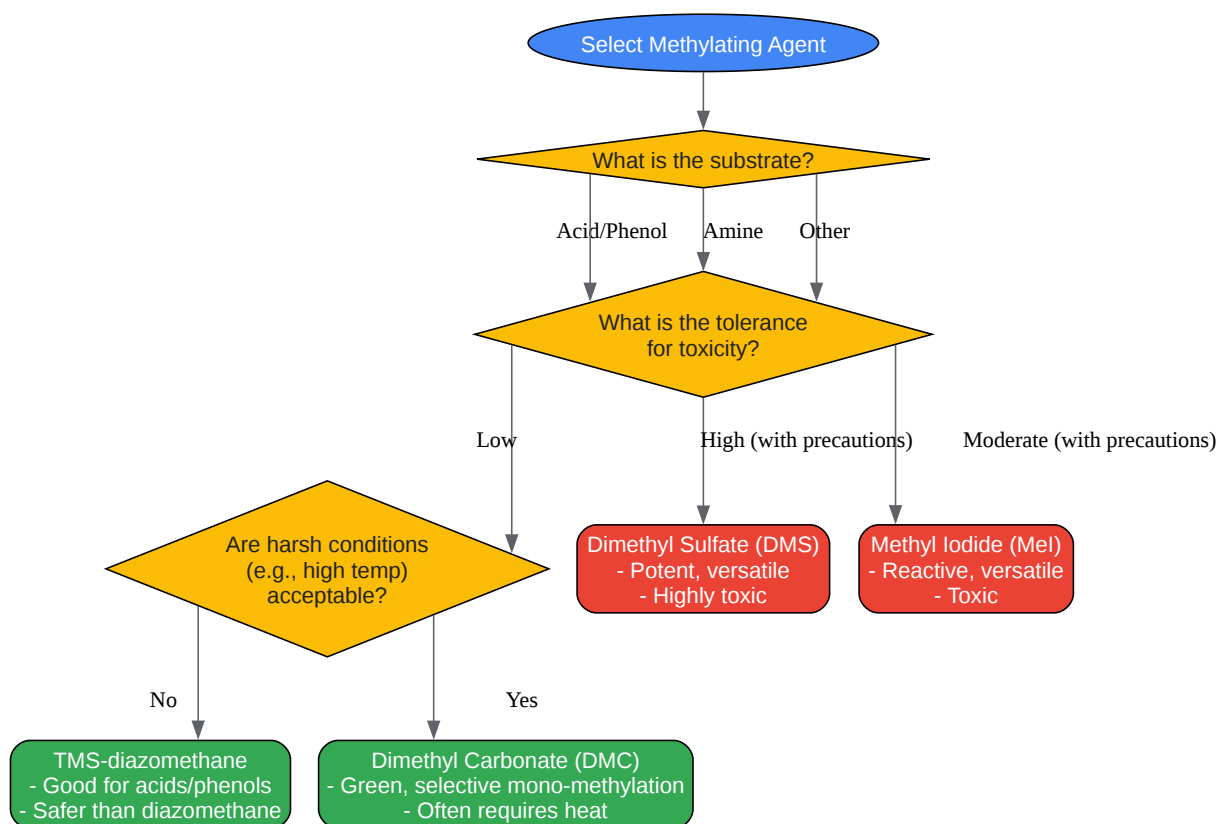 Select Methylating Agent
What is the substrate?
Acid/Phenol
Amine
Other
What is the tolerance
for toxicity?
Low
High (with precautions)
Moderate (with precautions)
Are harsh conditions
(e.g., high temp)
acceptable?
Dimethyl Sulfate (DMS)
- Potent, versatile
- Highly toxic
Methyl Iodide (MeI)
- Reactive, versatile
- Toxic
No
Yes
TMS-diazomethane
- Good for acids/phenols
- Safer than diazomethane
Dimethyl Carbonate (DMC)
- Green, selective mono-methylation
- Often requires heat